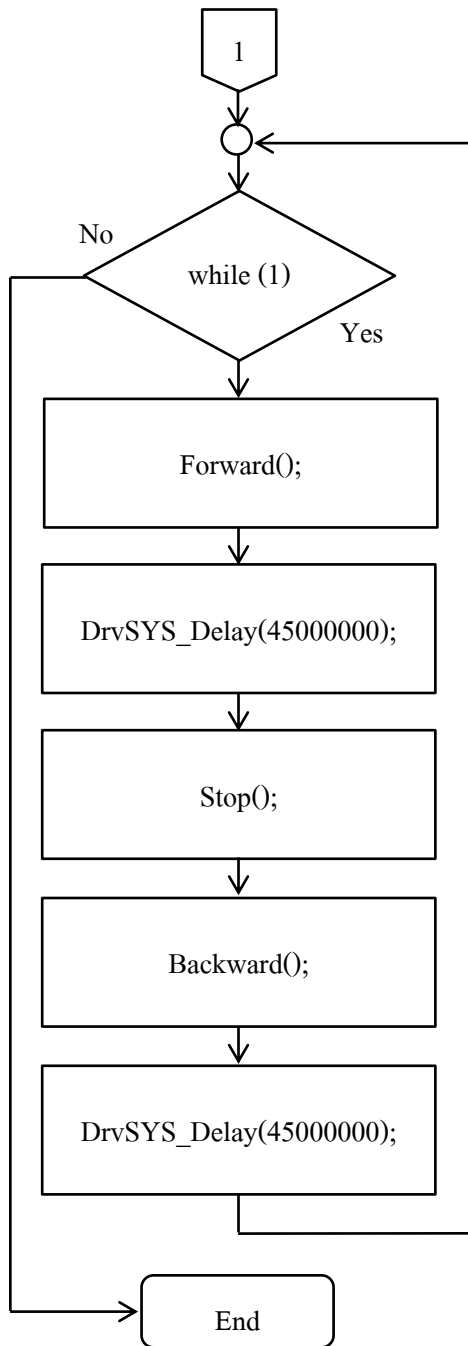 1
No
while (1)
Yes
Forward();
DrvSYS_Delay(45000000);
Stop();
Backward();
DrvSYS_Delay(45000000);
End